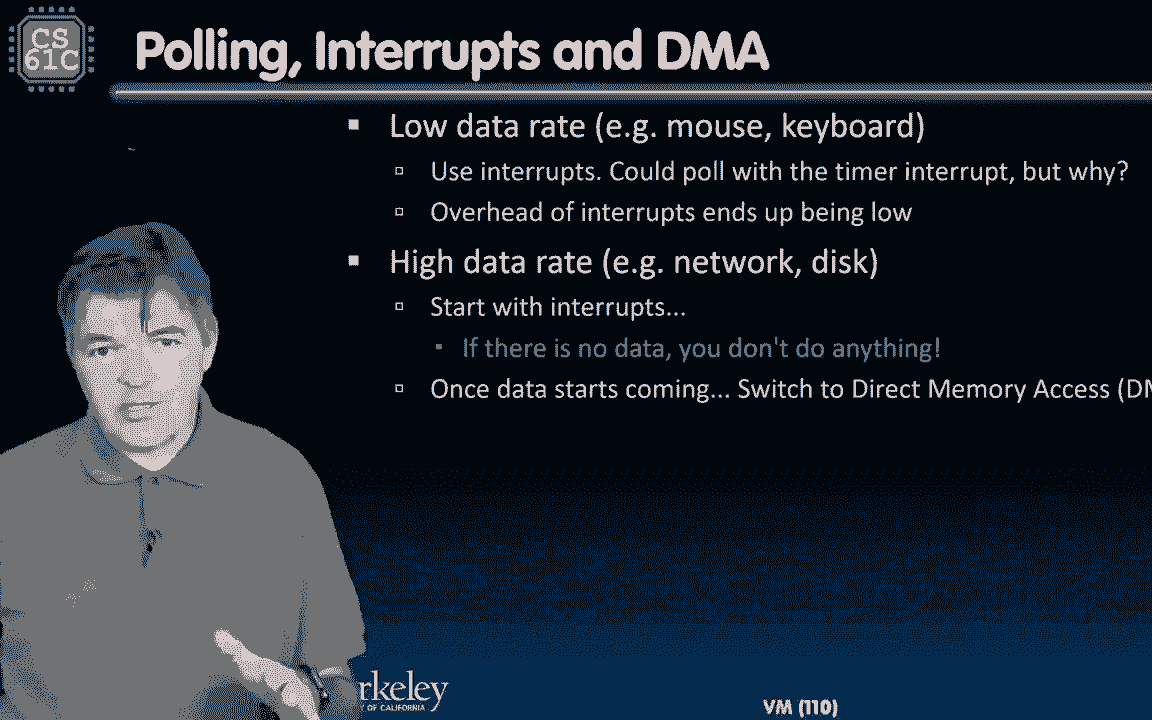 CS
61C
Polling, Interrupts and DMA
Low data rate (e.g. mouse, keyboard)
Use interrupts. Could poll with the timer interrupt, but why?
Overhead of interrupts ends up being low
High data rate (e.g. network, disk)
Start with interrupts...
If there is no data, you don't do anything!
Once data starts coming... Switch to Direct Memory Access (DM
rkeley
Y OF CALIFORNIA
VM (110)